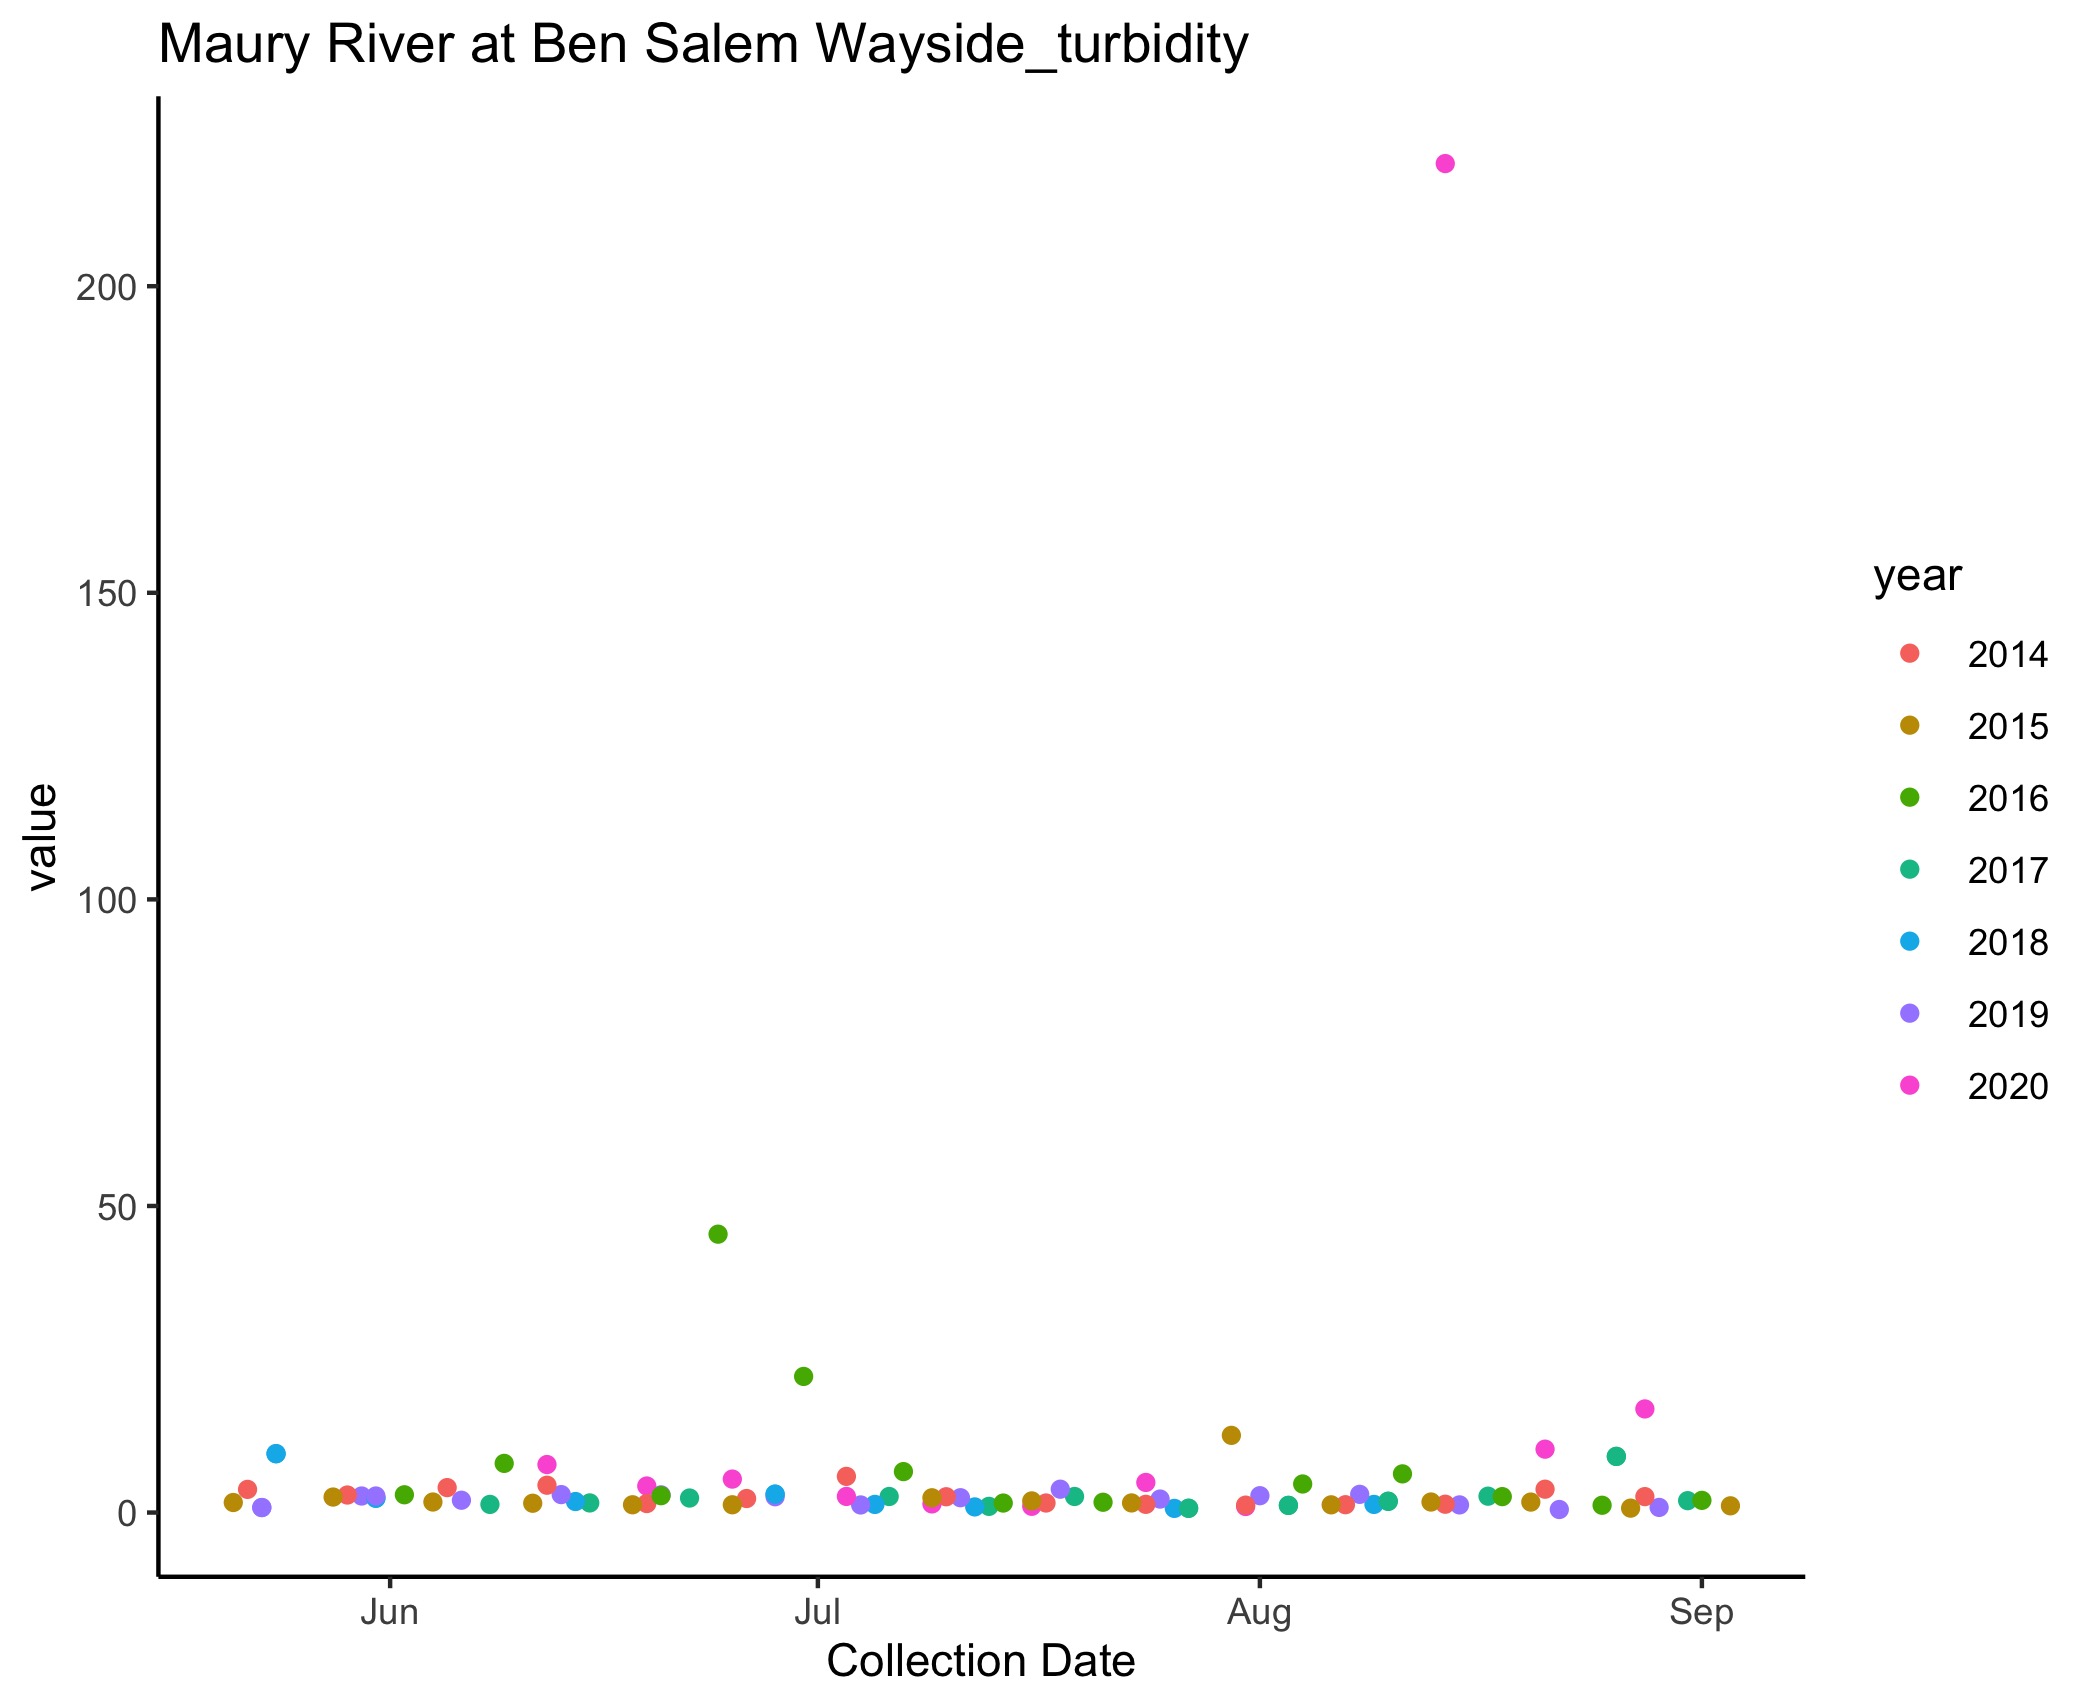 Maury River at Ben Salem Wayside_turbidity
value
200
150
100
50
0
Jun Jul Aug Sep
Collection Date
year
2014
2015
2016
2017
2018
2019
2020